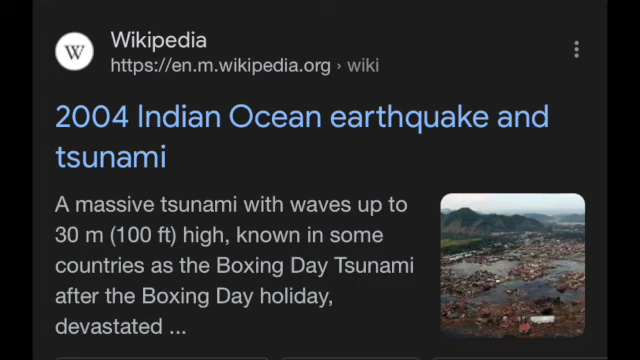 W
Wikipedia
https://en.m.wikipedia.org › wiki
2004 Indian Ocean earthquake and
tsunami
A massive tsunami with waves up to
30 m (100 ft) high, known in some
countries as the Boxing Day Tsunami
after the Boxing Day holiday,
devastated ...